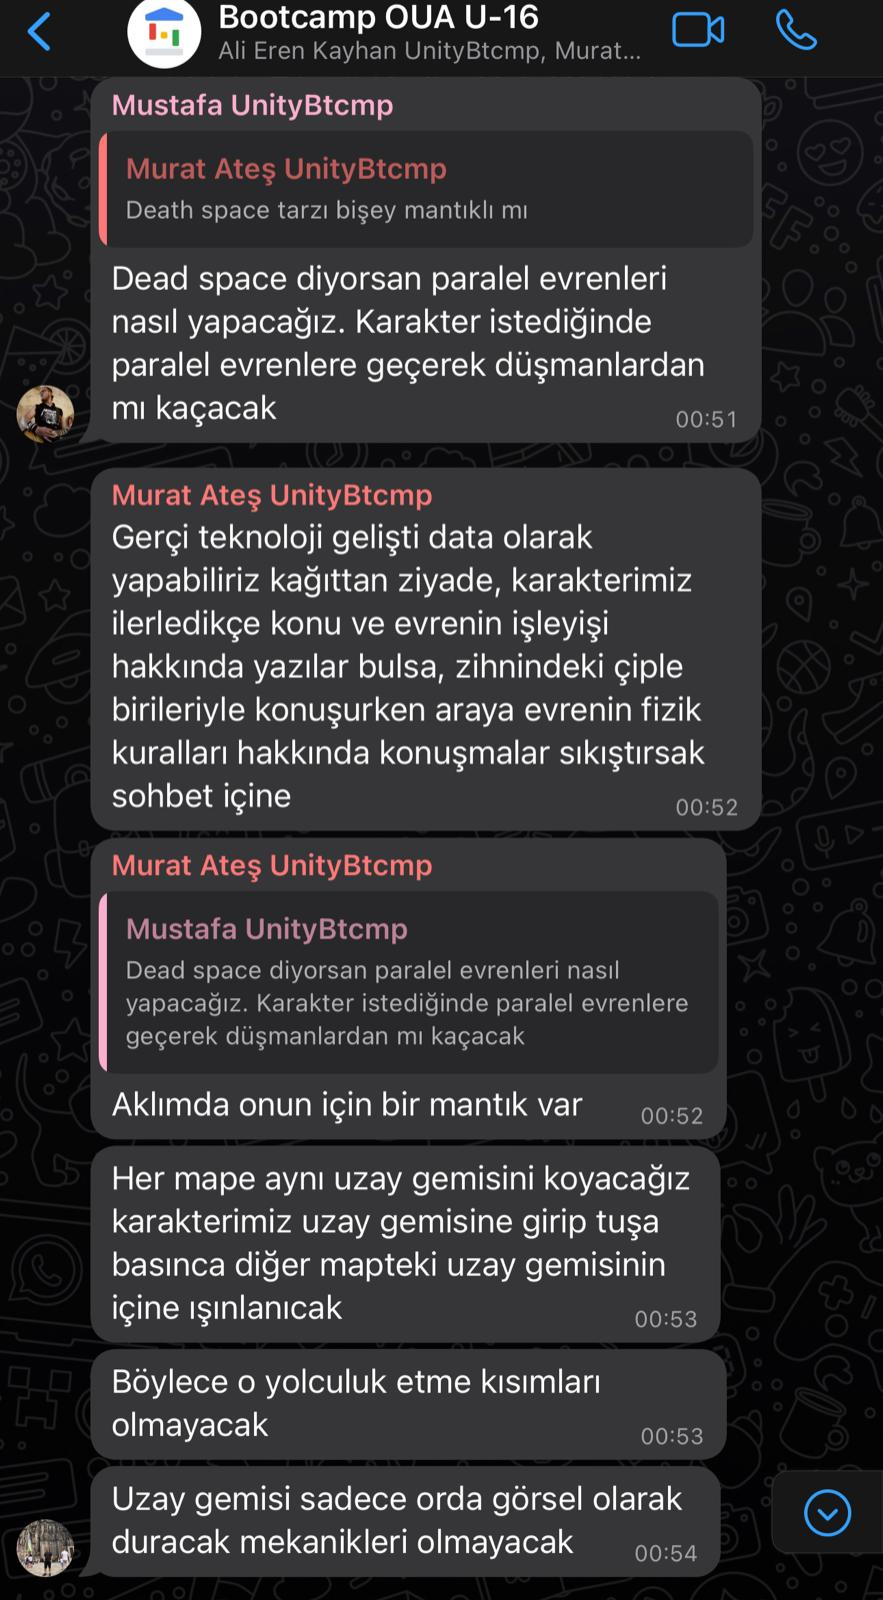 Bootcamp OUA U-16
Ali Eren Kayhan UnityBtcmp, Murat...
Mustafa UnityBtcmp
Murat Ateş UnityBtcmp
Death space tarzı bişey mantıklı mı
Dead space diyorsan paralel evrenleri
nasıl yapacağız. Karakter istediğinde
paralel evrenlere geçerek düşmanlardan
mı kaçacak
00:51
Murat Ateş UnityBtcmp
Gerçi teknoloji gelişti data olarak
yapabiliriz kağıttan ziyade, karakterimiz
ilerledikçe konu ve evrenin işleyişi
hakkında yazılar bulsa, zihnindeki çiple
birileriyle konuşurken araya evrenin fizik
kuralları hakkında konuşmalar sıkıştırsak
sohbet içine
00:52
Murat Ateş UnityBtcmp
Mustafa UnityBtcmp
Dead space diyorsan paralel evrenleri nasıl
yapacağız. Karakter istediğinde paralel evrenlere
geçerek düşmanlardan mı kaçacak
Aklımda onun için bir mantık var
00:52
Her mape aynı uzay gemisini koyacağız
karakterimiz uzay gemisine girip tuşa
basınca diğer mapteki uzay gemisinin
içine ışınlanıcak
00:53
Böylece o yolculuk etme kısımları
olmayacak
00:53
Uzay gemisi sadece orda görsel olarak
duracak mekanikleri olmayacak
00:54